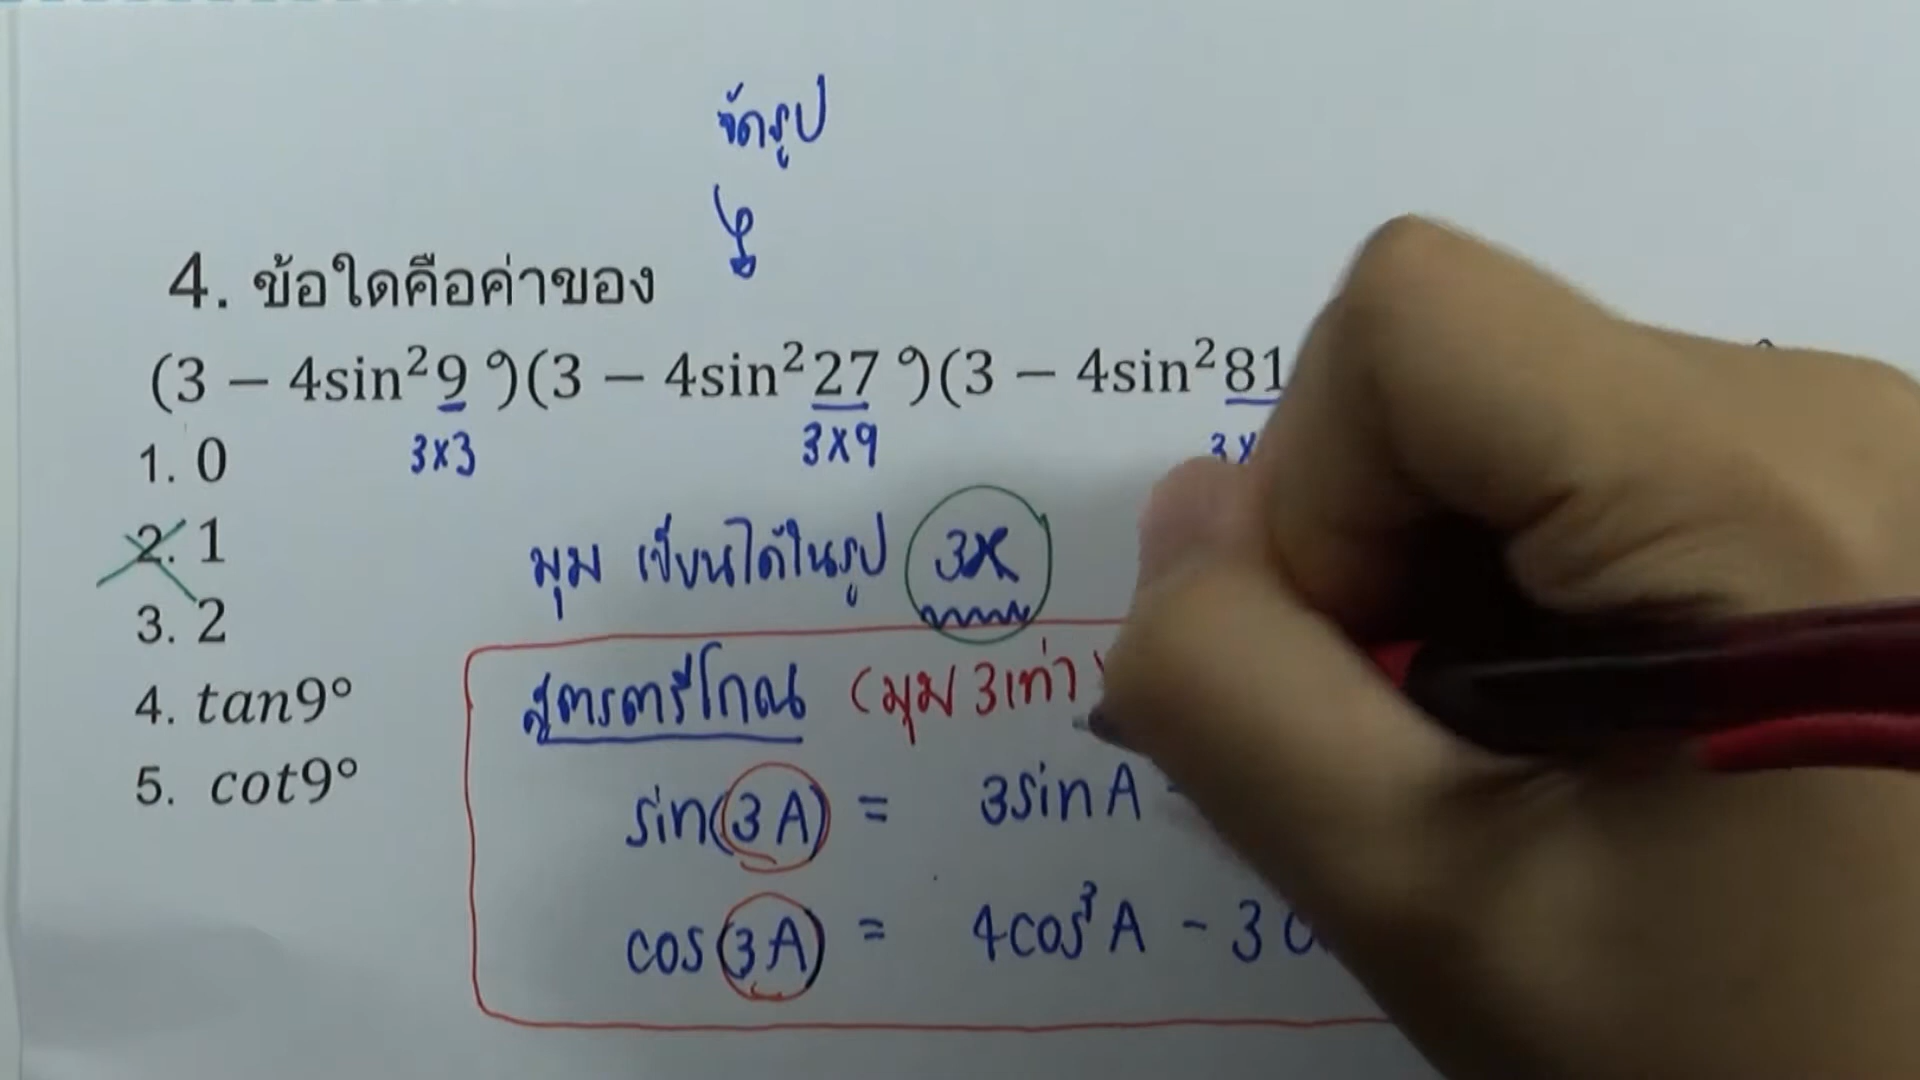 จัดรูป
4. ข้อใดคือค่าของ
(3 − 4sin²9°)(3 − 4sin²27°)(3 − 4sin²81
3x3 3x9 3x
1. 0
2. 1
3. 2
4. tan9°
5. cot9°
มุม เขียนได้ในรูป 3x
สูตรตรีโกณ (มุม 3เท่า)
sin(3A) = 3sin A -
cos(3A) = 4cos³A - 3